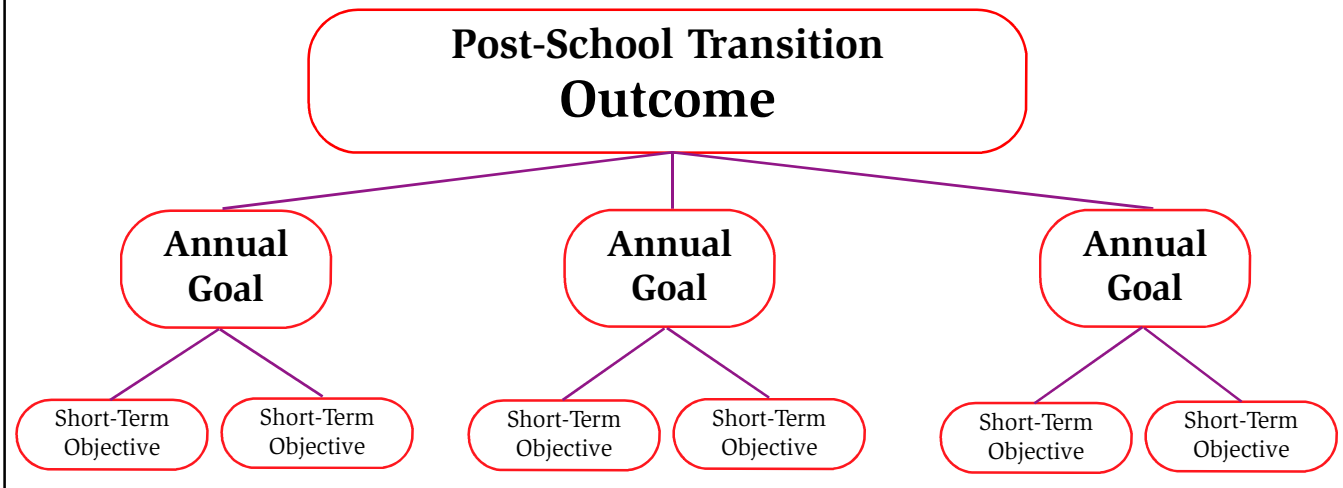 Post-School Transition
Outcome
Annual
Goal
Annual
Goal
Annual
Goal
Short-Term
Objective
Short-Term
Objective
Short-Term
Objective
Short-Term
Objective
Short-Term
Objective
Short-Term
Objective